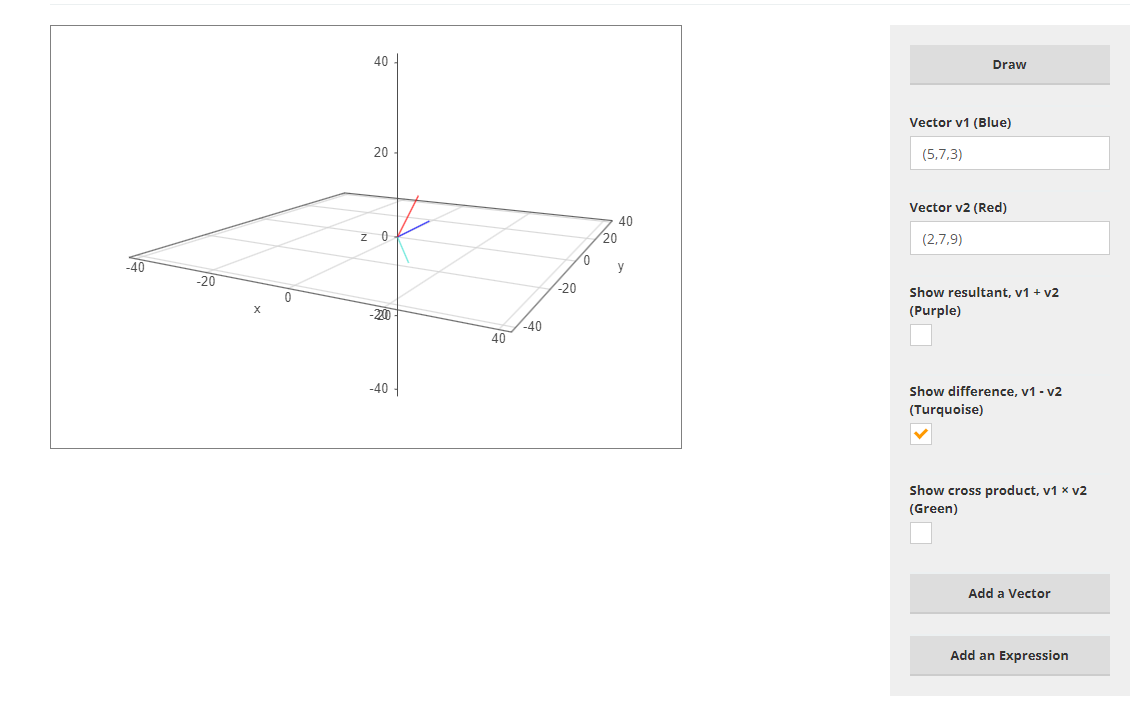 40
20
z 0
-20
-40
-40
-20
0
20
40
x
40
20
0
-20
-40
y
Draw
Vector v1 (Blue)
(5,7,3)
Vector v2 (Red)
(2,7,9)
Show resultant, v1 + v2
(Purple)
Show difference, v1 - v2
(Turquoise)
Show cross product, v1 × v2
(Green)
Add a Vector
Add an Expression